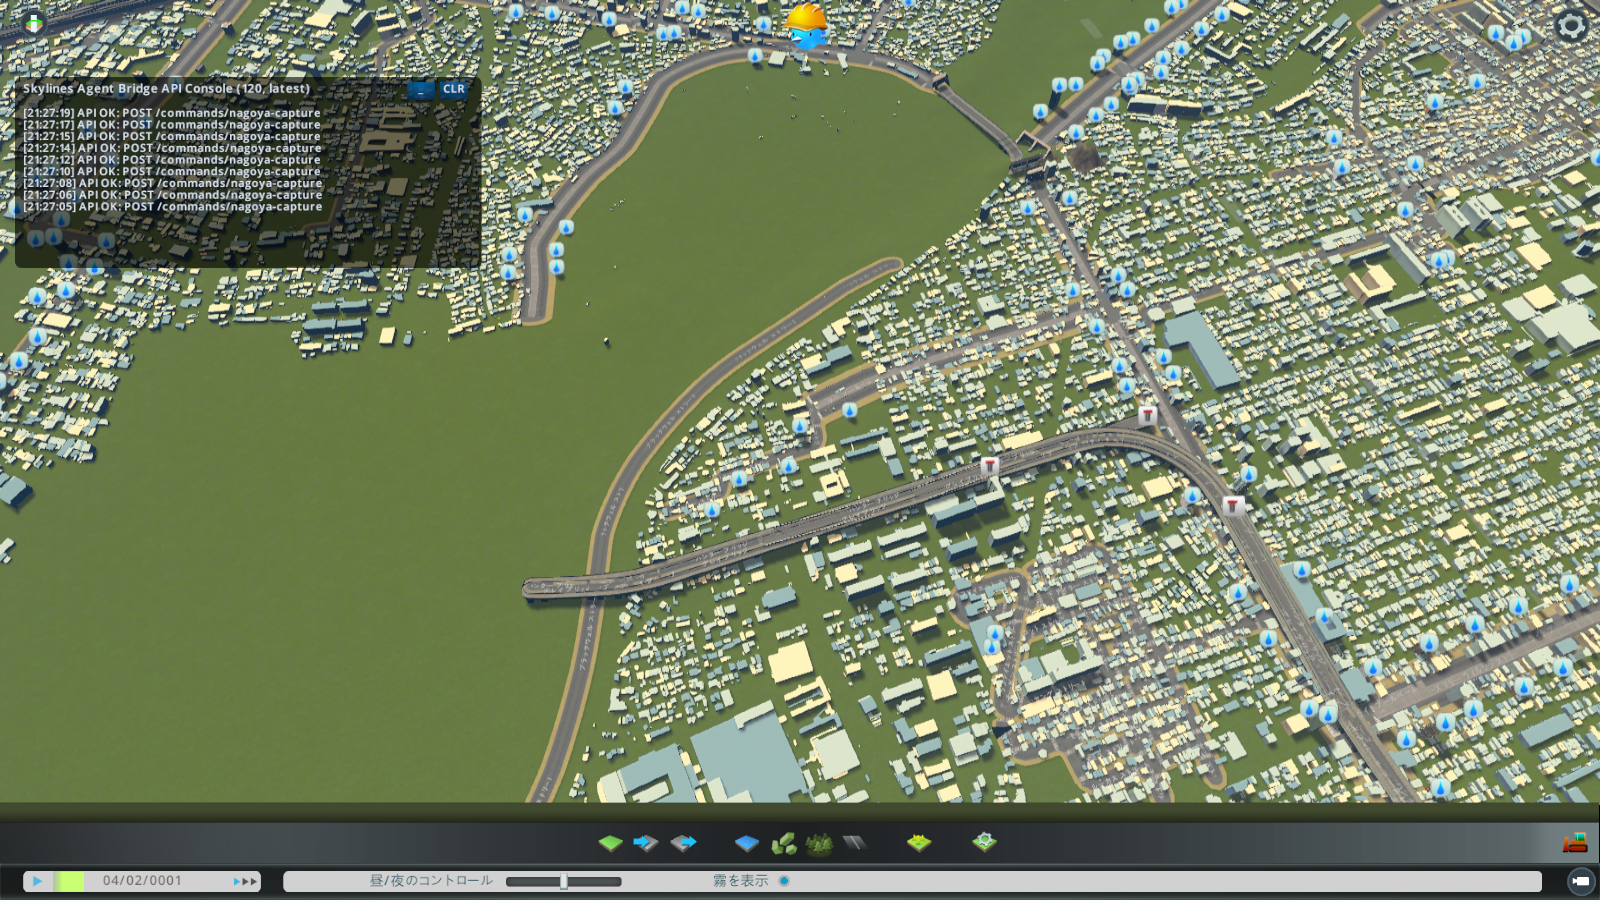 Skylines Agent Bridge API Console (120, latest)
_ CLR
[21:27:19] API OK: POST /commands/nagoya-capture
[21:27:17] API OK: POST /commands/nagoya-capture
[21:27:15] API OK: POST /commands/nagoya-capture
[21:27:14] API OK: POST /commands/nagoya-capture
[21:27:12] API OK: POST /commands/nagoya-capture
[21:27:10] API OK: POST /commands/nagoya-capture
[21:27:08] API OK: POST /commands/nagoya-capture
[21:27:06] API OK: POST /commands/nagoya-capture
[21:27:05] API OK: POST /commands/nagoya-capture
04/02/0001
昼/夜のコントロール
霧を表示